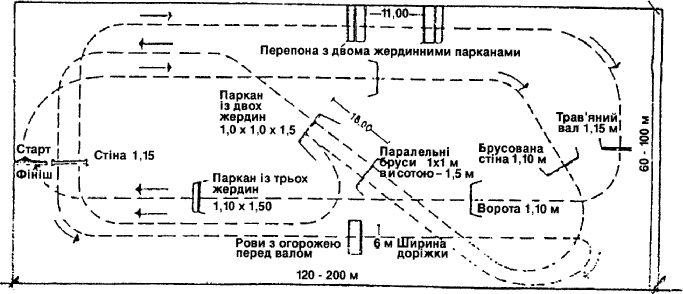 11,00
Перепона з двома жердинними парканами
Паркан
із двох
жердин
1,0 x 1,0 x 1,5
18,00
Трав'яний
вал 1,15 м
Брусована
стіна 1,10 м
60 - 100 м
Старт
Фініш
Стіна 1,15
Паралельні
бруси 1x1 м
висотою – 1,5 м
Паркан із трьох
жердин
1,10 x 1,50
Ворота 1,10 м
Рови з огорожею
перед валом
6 м Ширина
доріжки
120 - 200 м